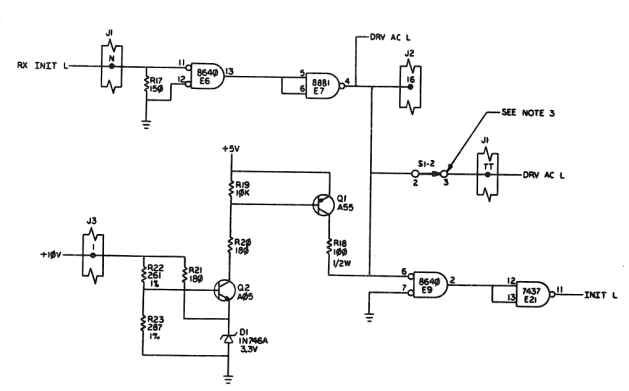 DRV AC L
J1
J2
RX INIT L
N
11
12
8640
E6
13
5
6
8881
E7
4
16
R17
150
SEE NOTE 3
J1
+5V
S1-2
2
3
TT
DRV AC L
R19
10K
Q1
A55
J3
R20
180
R18
100
1/2W
+10V
1
R22
261
1%
R21
180
Q2
A05
6
7
8640
E9
2
12
13
7437
E21
11
INIT L
R23
287
1%
D1
1N746A
3.3V